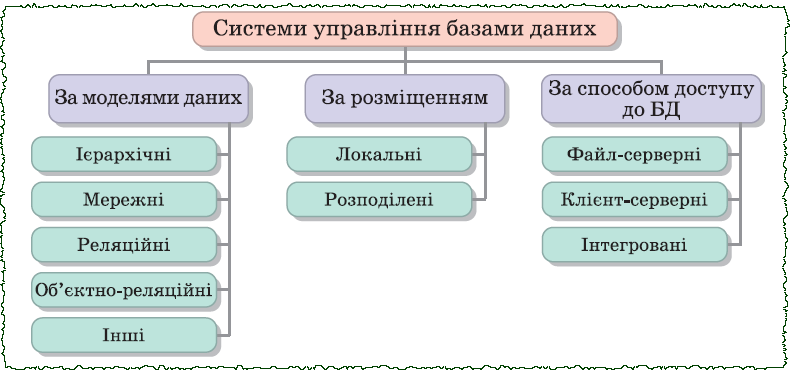 Системи управління базами даних
За моделями даних
Ієрархічні
Мережні
Реляційні
Об’єктно-реляційні
Інші
За розміщенням
Локальні
Розподілені
За способом доступу
до БД
Файл-серверні
Клієнт-серверні
Інтегровані